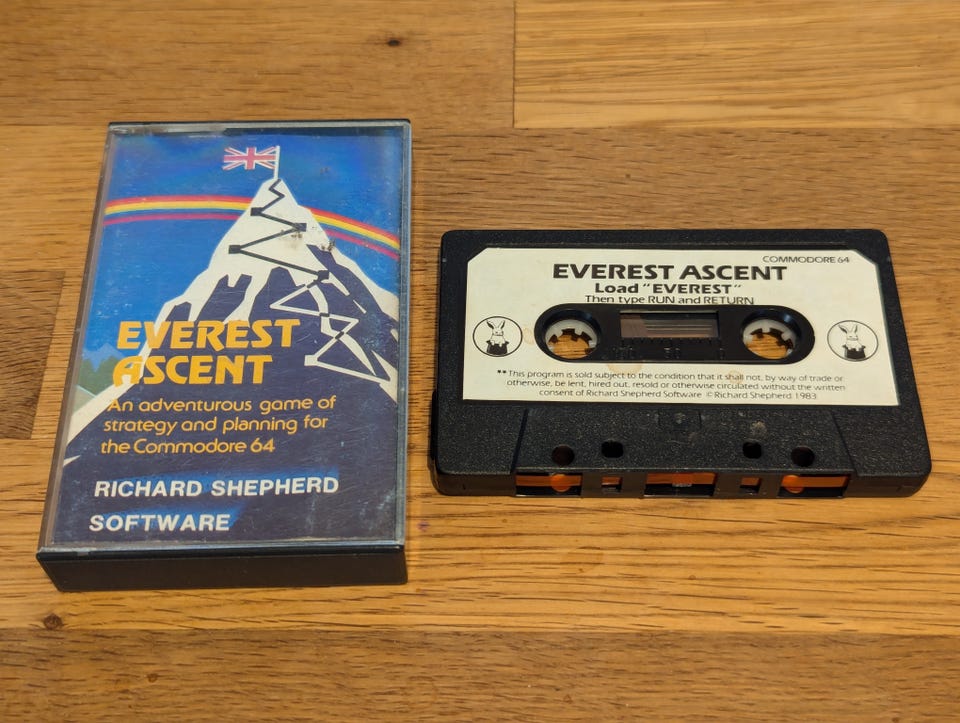 EVEREST
ASCENT
An adventurous game of
strategy and planning for
the Commodore 64
RICHARD SHEPHERD
SOFTWARE
COMMODORE 64
EVEREST ASCENT
Load "EVEREST"
Then type RUN and RETURN
**This program is sold subject to the condition that it shall not, by way of trade or
otherwise, be lent, hired out, resold or otherwise circulated without the written
consent of Richard Shepherd Software ©Richard Shepherd 1983